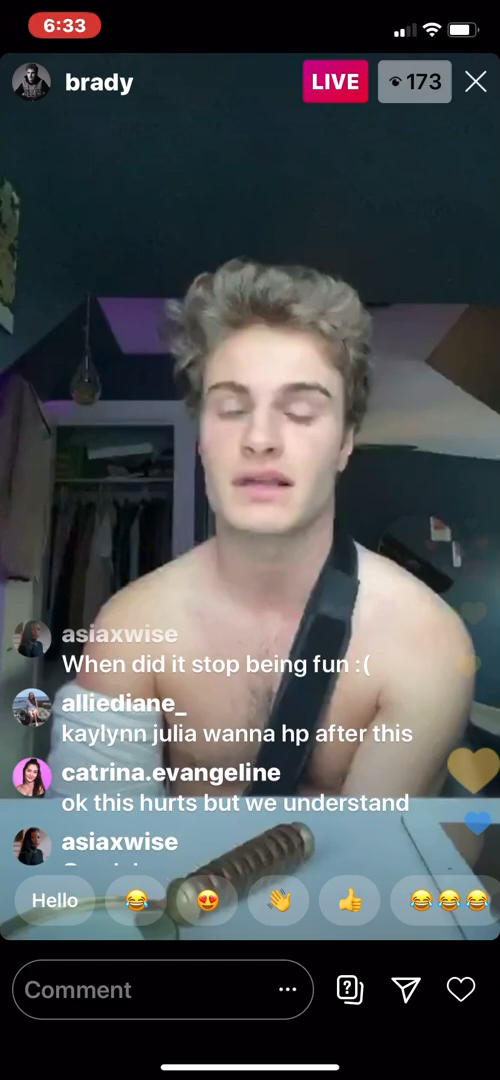 6:33
brady
LIVE
173
asiaxwise
When did it stop being fun :(
alliediane_
kaylynn julia wanna hp after this
catrina.evangeline
ok this hurts but we understand
asiaxwise
Hello
Comment